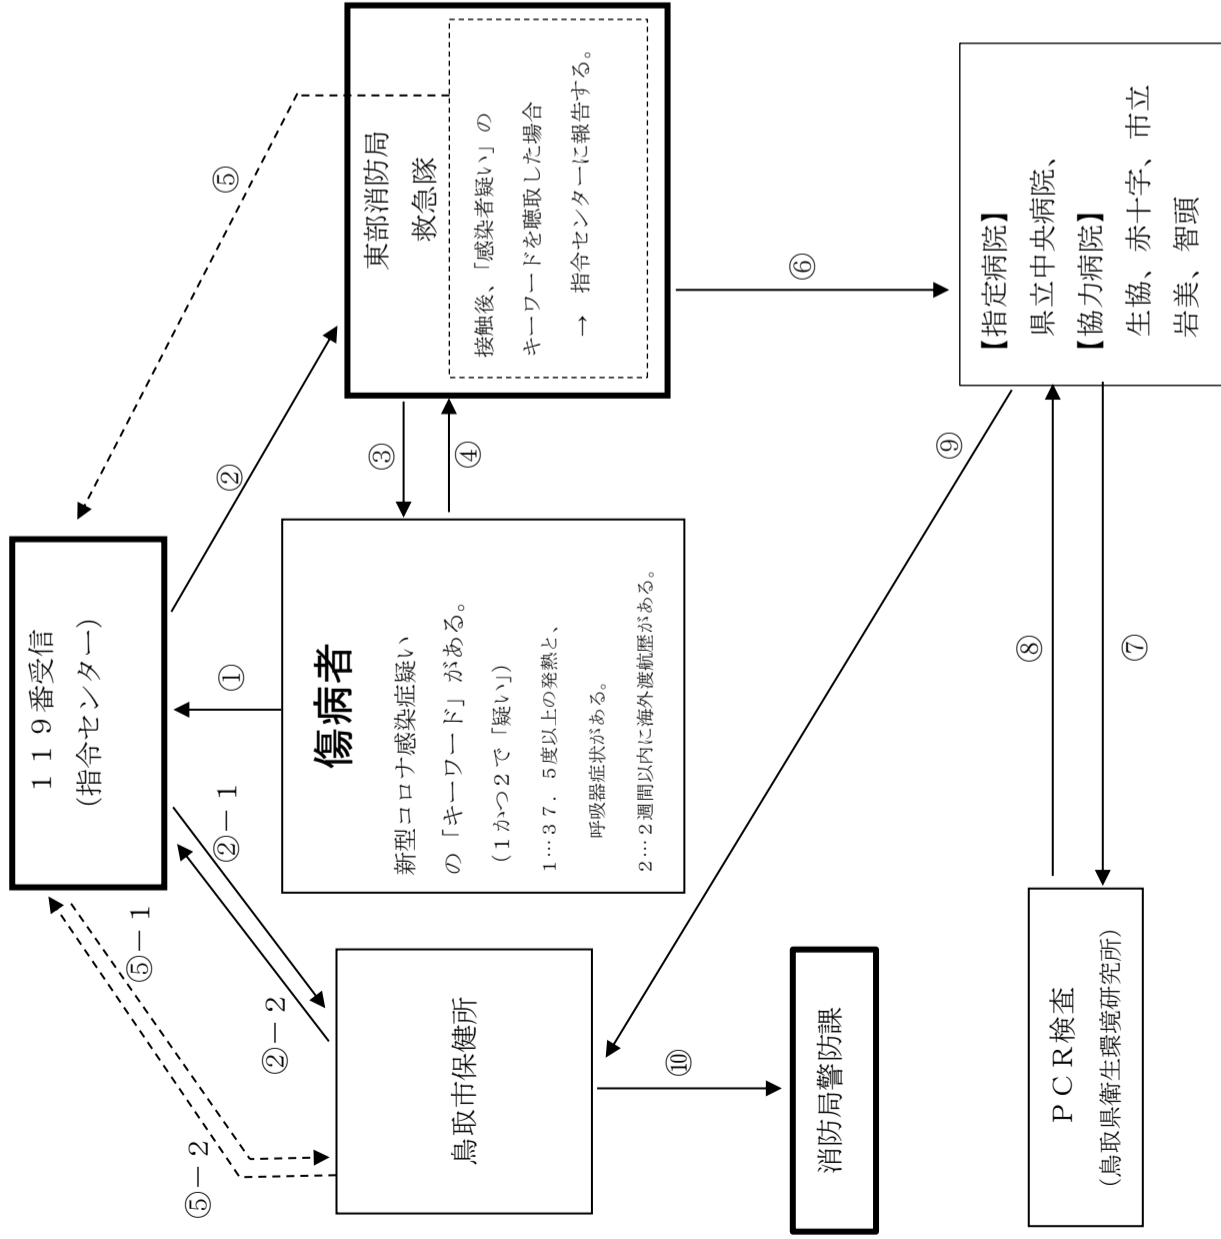 １１９番受信
(指令センター)
⑤
②
①
②－1
②－2
⑤－1
⑤－2
東部消防局
救急隊
接触後、「感染者疑い」の
キーワードを聴取した場合
→ 指令センターに報告する。
③
④
傷病者
新型コロナ感染症疑い
の「キーワード」がある。
(１かつ２で「疑い」)
１…３７．５度以上の発熱と、
呼吸器症状がある。
２…２週間以内に海外渡航歴がある。
鳥取市保健所
⑩
消防局警防課
⑥
⑨
【指定病院】
県立中央病院、
【協力病院】
生協、赤十字、市立
岩美、智頭
⑧
⑦
ＰＣＲ検査
(鳥取県衛生環境研究所)